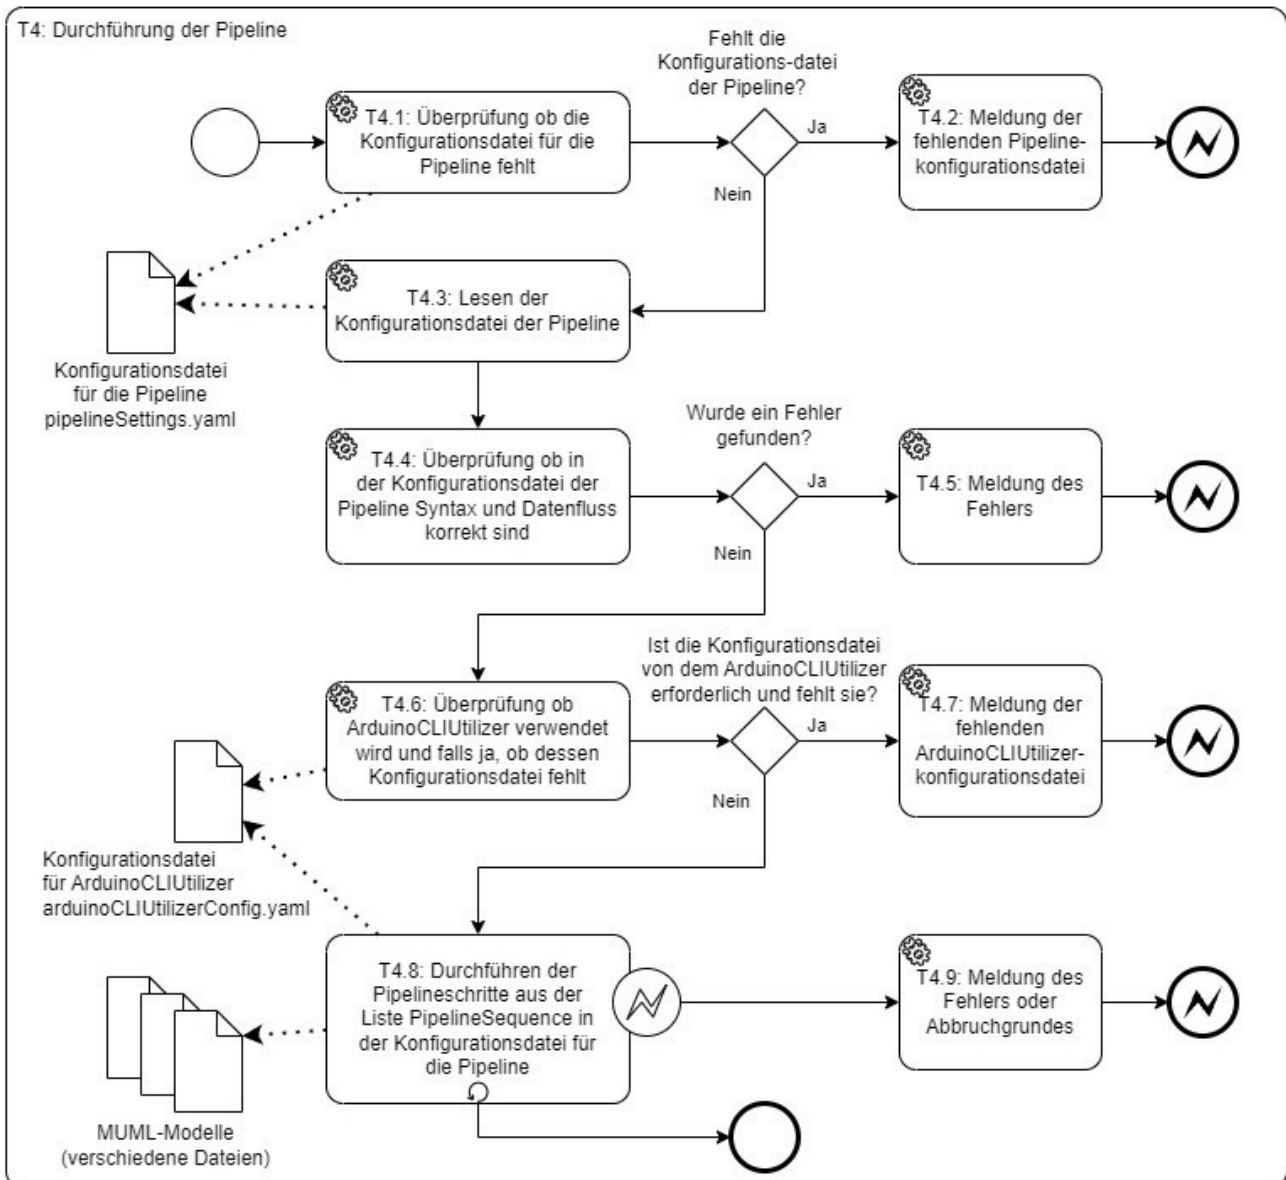 T4: Durchführung der Pipeline
Fehlt die
Konfigurations-datei
der Pipeline?
T4.1: Überprüfung ob die
Konfigurationsdatei für die
Pipeline fehlt
Ja
T4.2: Meldung der
fehlenden Pipeline-
konfigurationsdatei
Nein
T4.3: Lesen der
Konfigurationsdatei der Pipeline
Konfigurationsdatei
für die Pipeline
pipelineSettings.yaml
Wurde ein Fehler
gefunden?
T4.4: Überprüfung ob in
der Konfigurationsdatei der
Pipeline Syntax und Datenfluss
korrekt sind
Ja
T4.5: Meldung des
Fehlers
Nein
Ist die Konfigurationsdatei
von dem ArduinoCLIUtilizer
erforderlich und fehlt sie?
T4.6: Überprüfung ob
ArduinoCLIUtilizer verwendet
wird und falls ja, ob dessen
Konfigurationsdatei fehlt
Ja
T4.7: Meldung der
fehlenden
ArduinoCLIUtilizer-
konfigurationsdatei
Nein
Konfigurationsdatei
für ArduinoCLIUtilizer
arduinoCLIUtilizerConfig.yaml
T4.8: Durchführen der
Pipelineschritte aus der
Liste PipelineSequence in
der Konfigurationsdatei für
die Pipeline
T4.9: Meldung des
Fehlers oder
Abbruchgrundes
MUML-Modelle
(verschiedene Dateien)